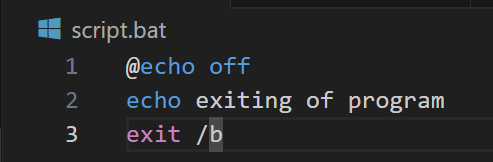 script.bat
1 @echo off
2 echo exiting of program
3 exit /b